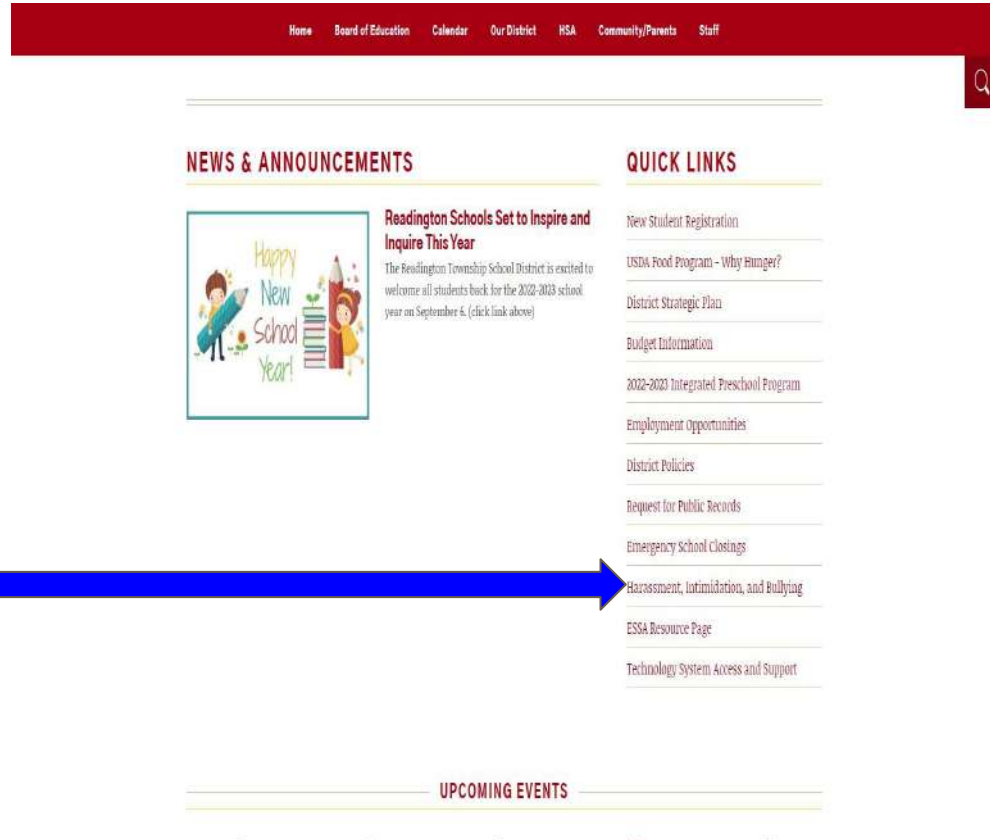 Home Board of Education Calendar Our District HSA Community/Parents Staff
NEWS & ANNOUNCEMENTS
Happy
New
School
Year!
Readington Schools Set to Inspire and
Inquire This Year
The Readington Township School District is excited to
welcome all students back for the 2022-2023 school
year on September 6. (click link above)
QUICK LINKS
New Student Registration
USDA Food Program - Why Hunger?
District Strategic Plan
Budget Information
2022-2023 Integrated Preschool Program
Employment Opportunities
District Policies
Request for Public Records
Emergency School Closings
Harassment, Intimidation, and Bullying
ESSA Resource Page
Technology System Access and Support
UPCOMING EVENTS